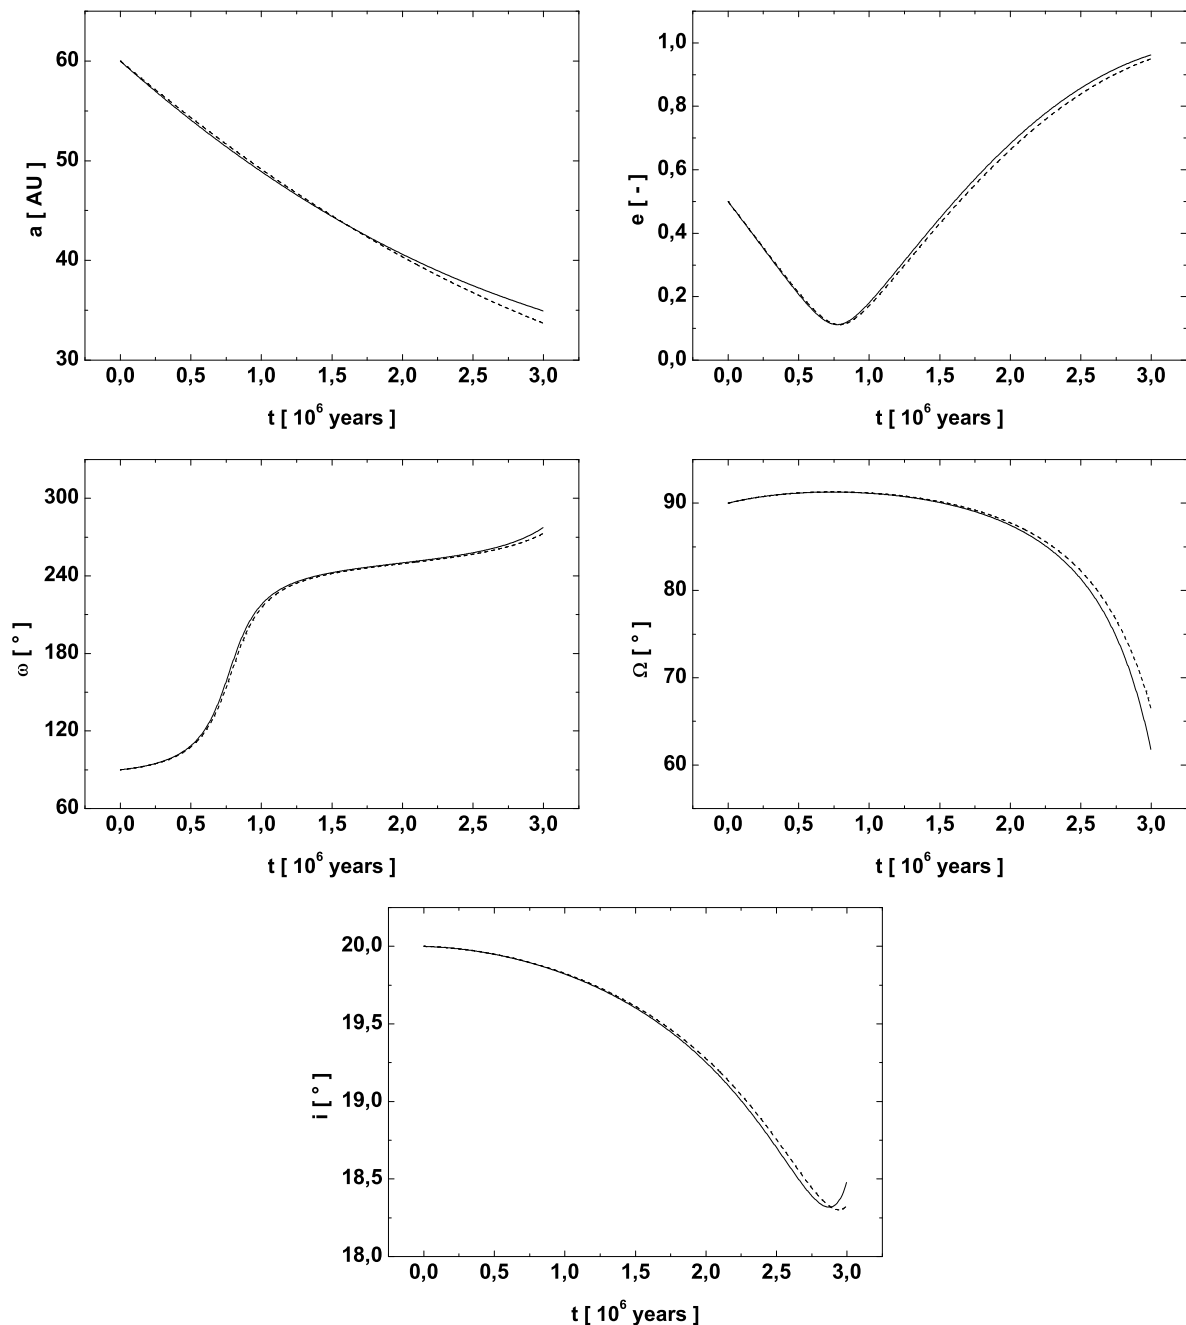 60
50
40
30
a [ AU ]
0,0 0,5 1,0 1,5 2,0 2,5 3,0
t [ 10⁶ years ]
1,0
0,8
0,6
0,4
0,2
0,0
e [ - ]
0,0 0,5 1,0 1,5 2,0 2,5 3,0
t [ 10⁶ years ]
300
240
180
120
60
ω [ ° ]
0,0 0,5 1,0 1,5 2,0 2,5 3,0
t [ 10⁶ years ]
90
80
70
60
Ω [ ° ]
0,0 0,5 1,0 1,5 2,0 2,5 3,0
t [ 10⁶ years ]
20,0
19,5
19,0
18,5
18,0
i [ ° ]
0,0 0,5 1,0 1,5 2,0 2,5 3,0
t [ 10⁶ years ]